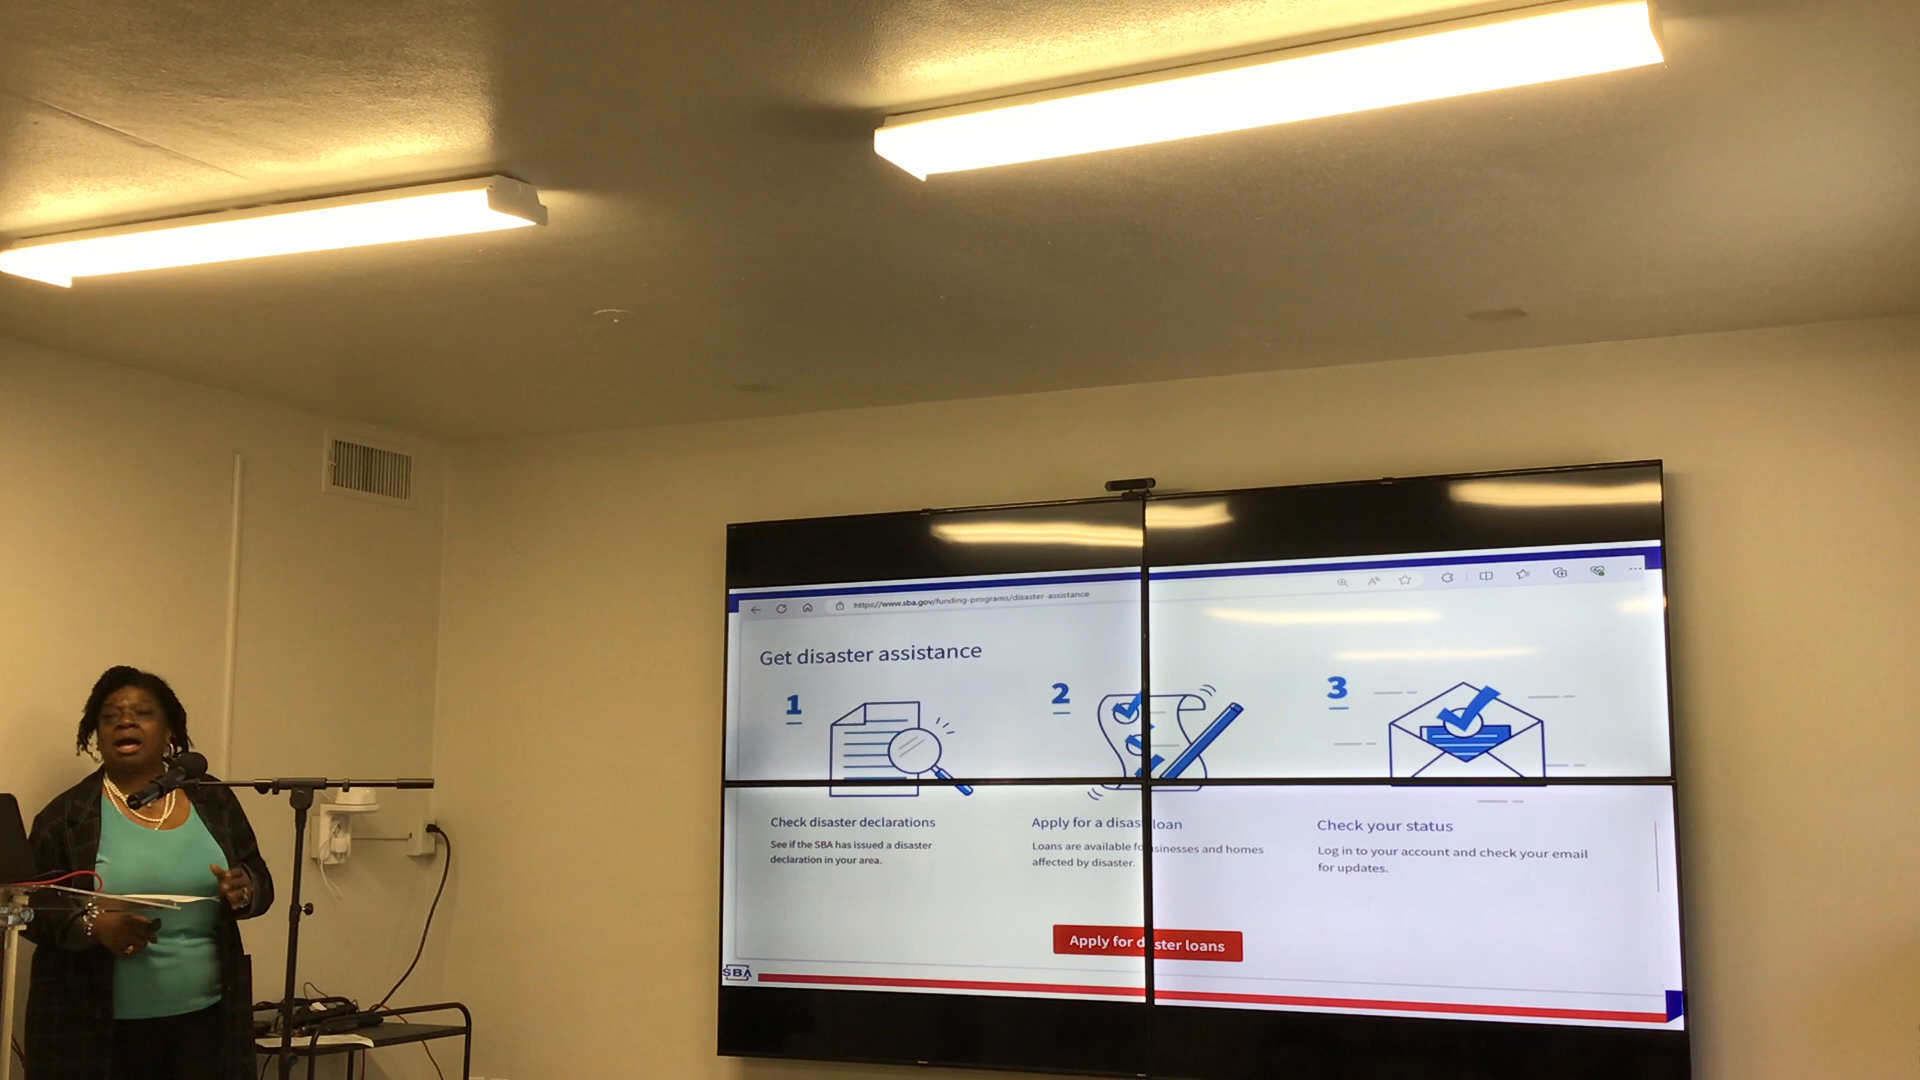 https://www.sba.gov/funding-programs/disaster-assistance
Get disaster assistance
1
2
3
Check disaster declarations
See if the SBA has issued a disaster
declaration in your area.
Apply for a disas loan
Loans are available fo sinesses and homes
affected by disaster.
Check your status
Log in to your account and check your email
for updates.
Apply for d ster loans
SBA